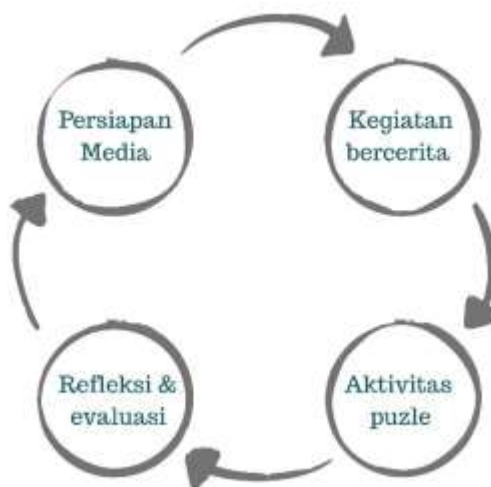 Persiapan
Media
Kegiatan
bercerita
Aktivitas
puzle
Refleksi &
evaluasi